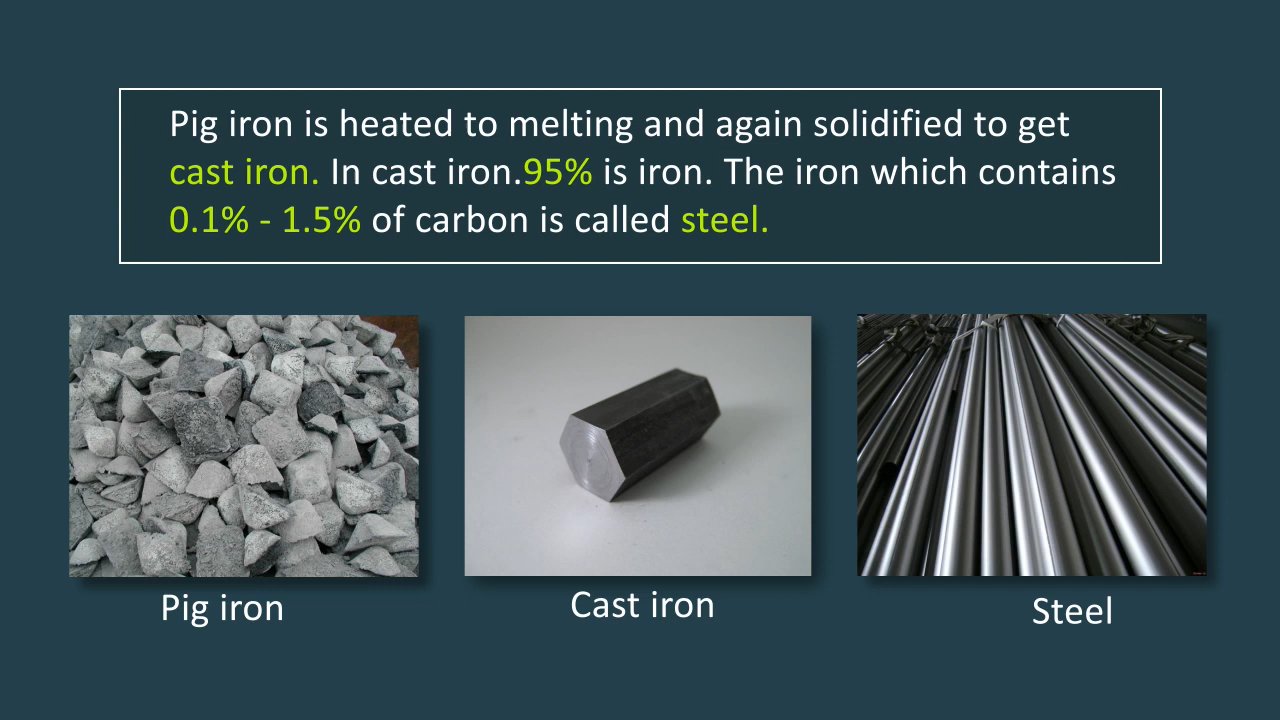 Pig iron is heated to melting and again solidified to get
cast iron. In cast iron.95% is iron. The iron which contains
0.1% - 1.5% of carbon is called steel.
Pig iron
Cast iron
Steel